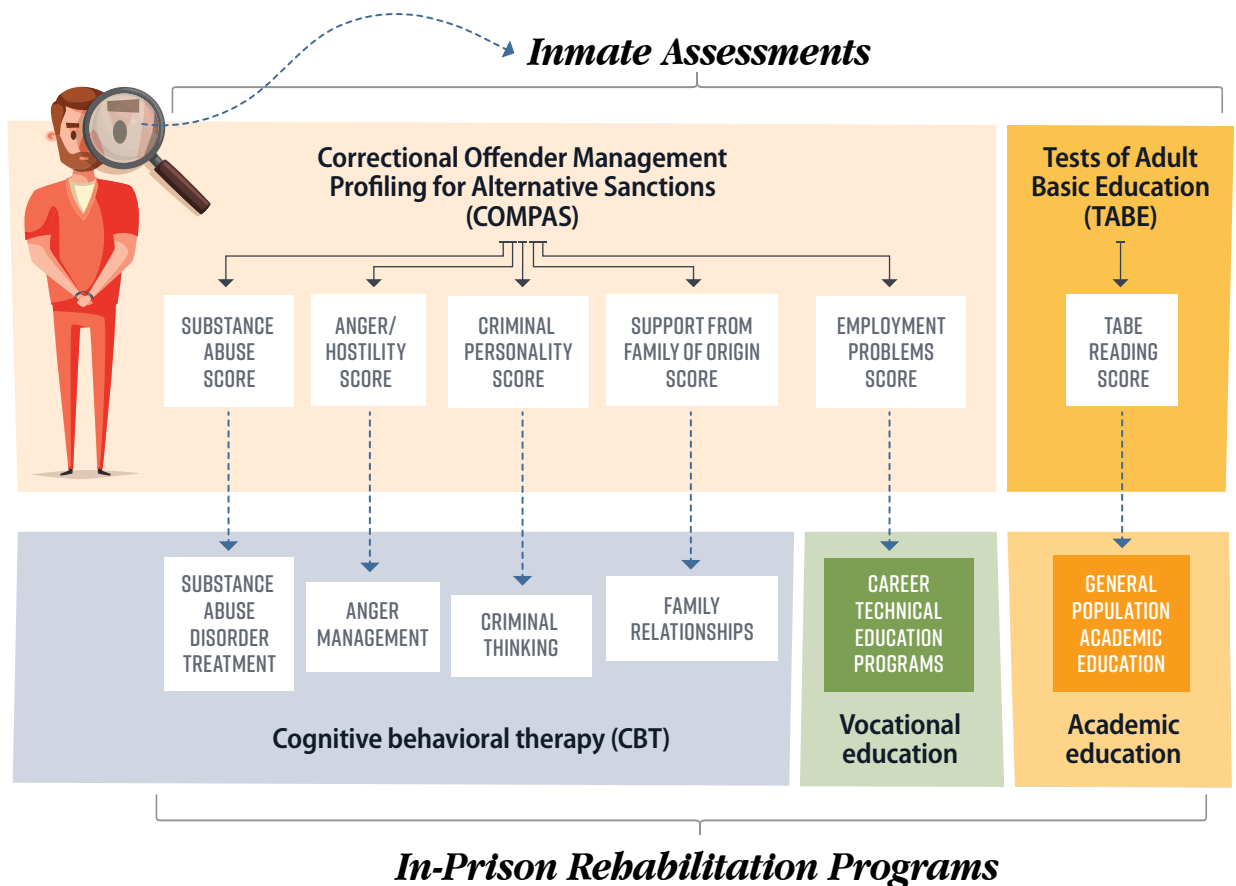 Inmate Assessments
Correctional Offender Management
Profiling for Alternative Sanctions
(COMPAS)
Tests of Adult
Basic Education
(TABE)
SUBSTANCE
ABUSE
SCORE
ANGER/
HOSTILITY
SCORE
CRIMINAL
PERSONALITY
SCORE
SUPPORT FROM
FAMILY OF ORIGIN
SCORE
EMPLOYMENT
PROBLEMS
SCORE
TABE
READING
SCORE
SUBSTANCE
ABUSE
DISORDER
TREATMENT
ANGER
MANAGEMENT
CRIMINAL
THINKING
FAMILY
RELATIONSHIPS
CAREER
TECHNICAL
EDUCATION
PROGRAMS
GENERAL
POPULATION
ACADEMIC
EDUCATION
Cognitive behavioral therapy (CBT)
Vocational
education
Academic
education
In-Prison Rehabilitation Programs